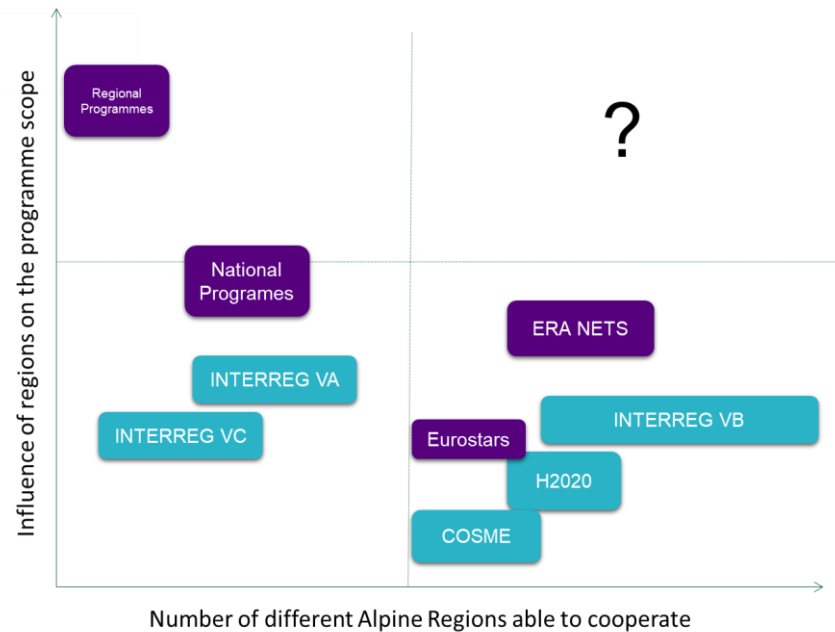 Influence of regions on the programme scope
Regional
Programmes
?
National
Programes
ERA NETS
INTERREG VA
INTERREG VB
INTERREG VC
Eurostars
H2020
COSME
Number of different Alpine Regions able to cooperate